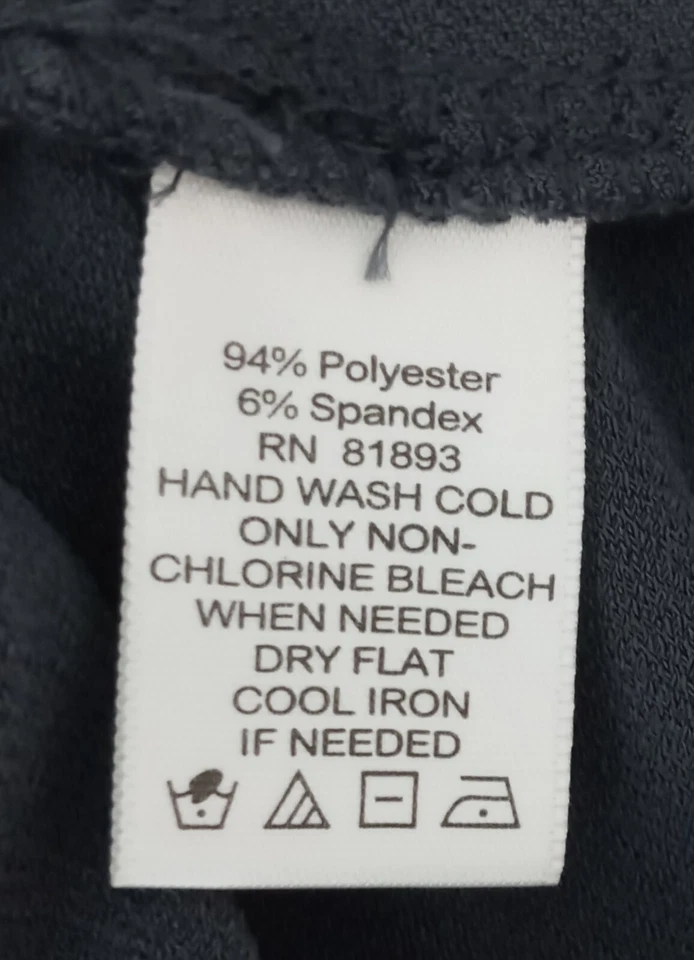 94% Polyester
6% Spandex
RN 81893
HAND WASH COLD
ONLY NON-
CHLORINE BLEACH
WHEN NEEDED
DRY FLAT
COOL IRON
IF NEEDED